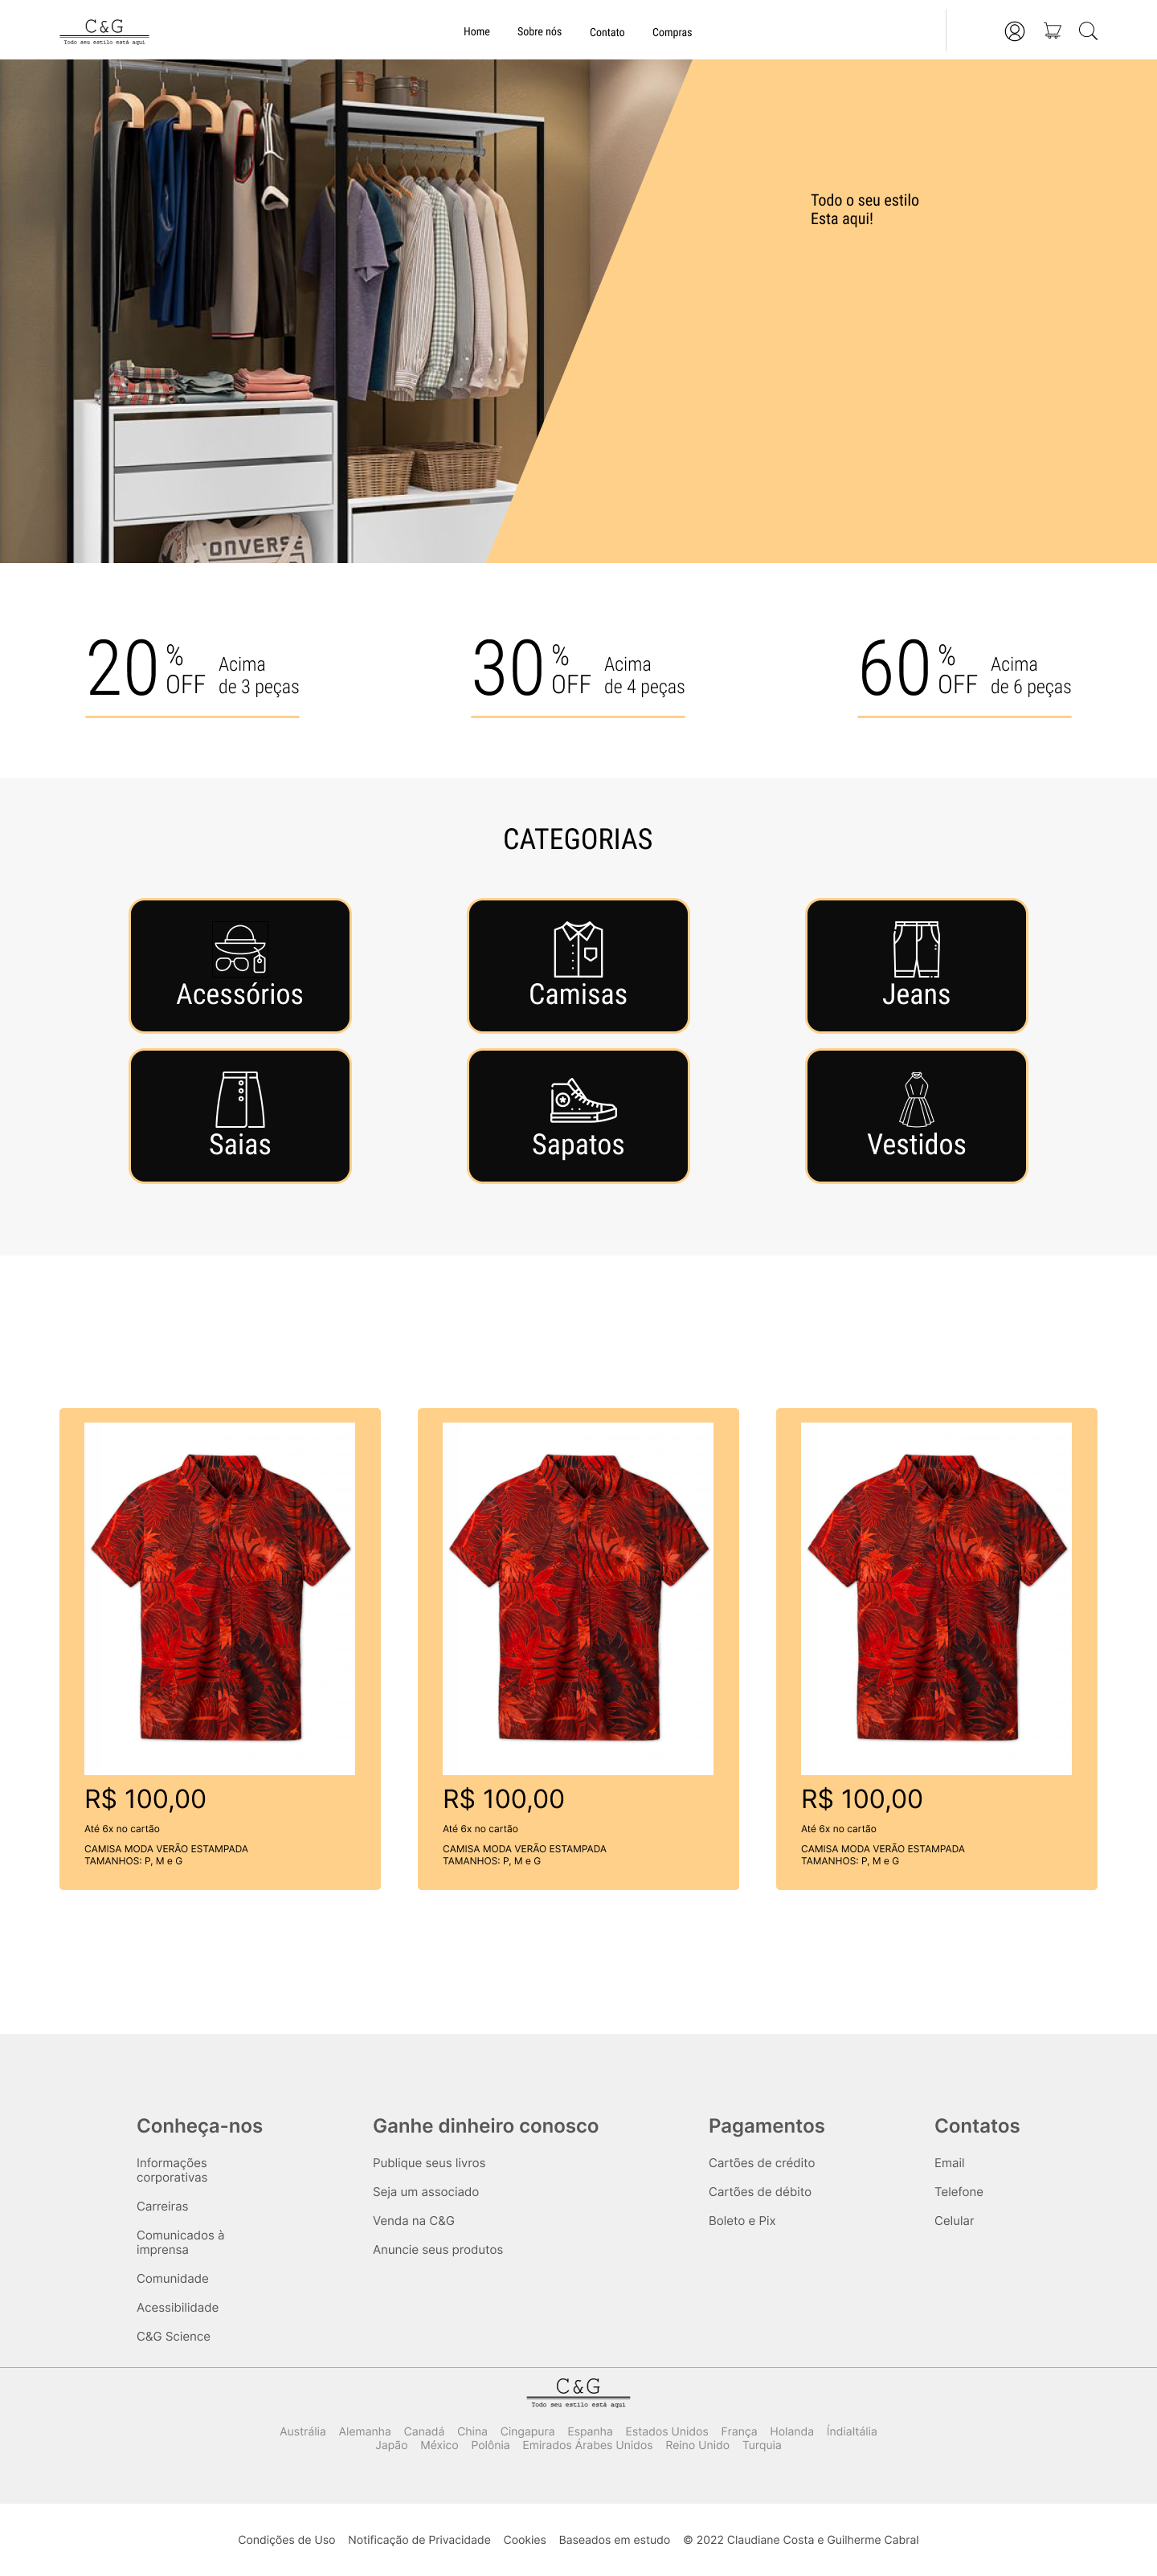 C&G
Todo seu estilo está aqui
Home Sobre nós Contato Compras
CONVERSE
Todo o seu estilo
Esta aqui!
20 % OFF Acima de 3 peças
30 % OFF Acima de 4 peças
60 % OFF Acima de 6 peças
CATEGORIAS
Acessórios Camisas Jeans
Saias Sapatos Vestidos
R$ 100,00
Até 6x no cartão
CAMISA MODA VERÃO ESTAMPADA
TAMANHOS: P, M e G
R$ 100,00
Até 6x no cartão
CAMISA MODA VERÃO ESTAMPADA
TAMANHOS: P, M e G
R$ 100,00
Até 6x no cartão
CAMISA MODA VERÃO ESTAMPADA
TAMANHOS: P, M e G
Conheça-nos
Informações
corporativas
Carreiras
Comunicados à
imprensa
Comunidade
Acessibilidade
C&G Science
Ganhe dinheiro conosco
Publique seus livros
Seja um associado
Venda na C&G
Anuncie seus produtos
Pagamentos
Cartões de crédito
Cartões de débito
Boleto e Pix
Contatos
Email
Telefone
Celular
C&G
Todo seu estilo está aqui
Austrália Alemanha Canadá China Cingapura Espanha Estados Unidos França Holanda ÍndiaItália
Japão México Polônia Emirados Árabes Unidos Reino Unido Turquia
Condições de Uso Notificação de Privacidade Cookies Baseados em estudo © 2022 Claudiane Costa e Guilherme Cabral